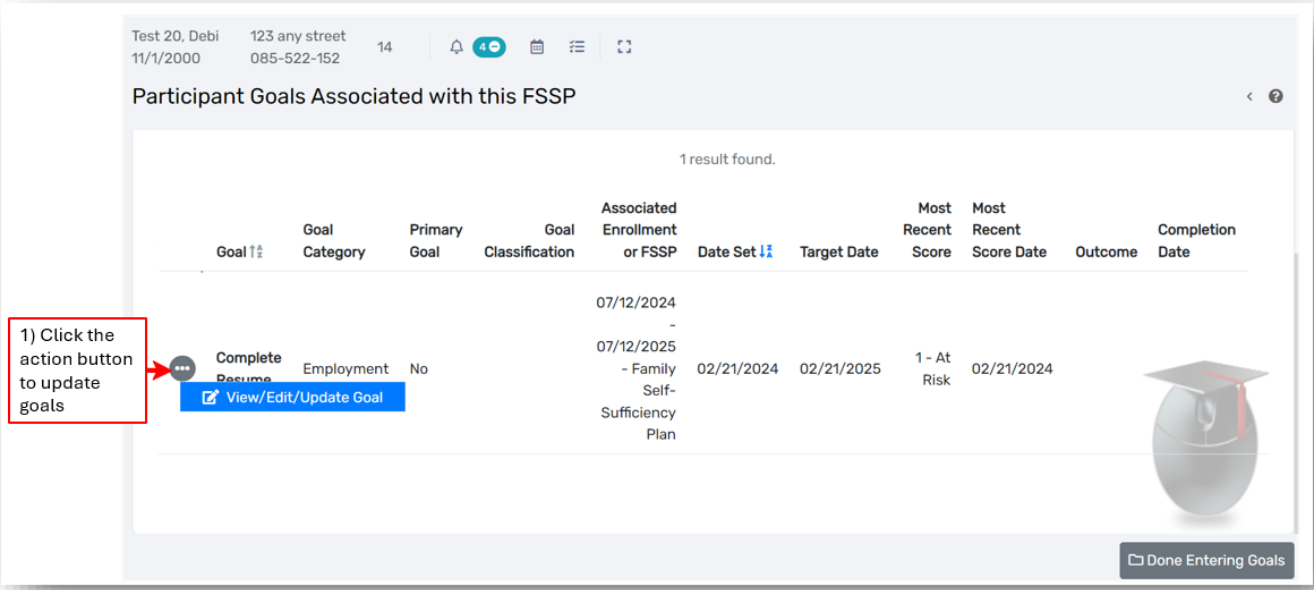 Test 20, Debi 123 any street 14 4
11/1/2000 085-522-152
Participant Goals Associated with this FSSP
1 result found.
Goal
Goal Category
Primary Goal
Goal Classification
Associated Enrollment or FSSP
Date Set
Target Date
Most Recent Score
Most Recent Score Date
Outcome
Completion Date
1) Click the
action button
to update
goals
Complete
Resume
Employment
No
07/12/2024
-
07/12/2025
- Family
Self-
Sufficiency
Plan
02/21/2024
02/21/2025
1 - At
Risk
02/21/2024
View/Edit/Update Goal
Done Entering Goals